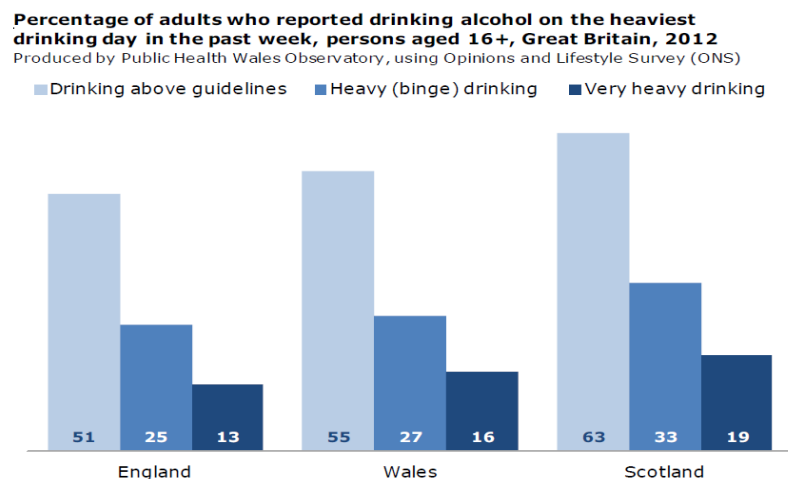 Percentage of adults who reported drinking alcohol on the heaviest
drinking day in the past week, persons aged 16+, Great Britain, 2012
Produced by Public Health Wales Observatory, using Opinions and Lifestyle Survey (ONS)
Drinking above guidelines Heavy (binge) drinking Very heavy drinking
51 25 13 55 27 16 63 33 19
England Wales Scotland